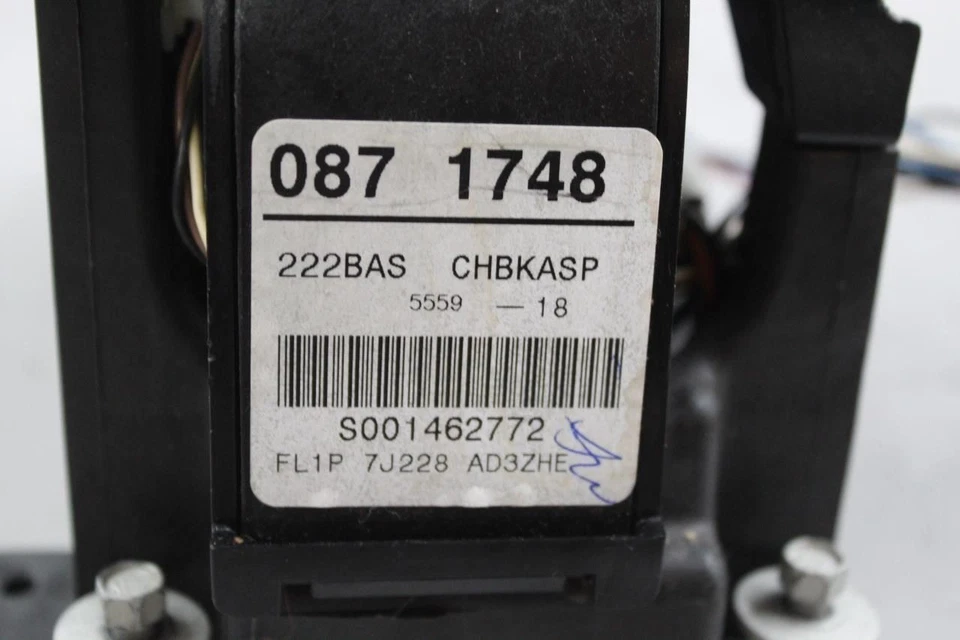 087 1748
222BAS CHBKASP
5559 — 18
S001462772
FL1P 7J228 AD3ZHE